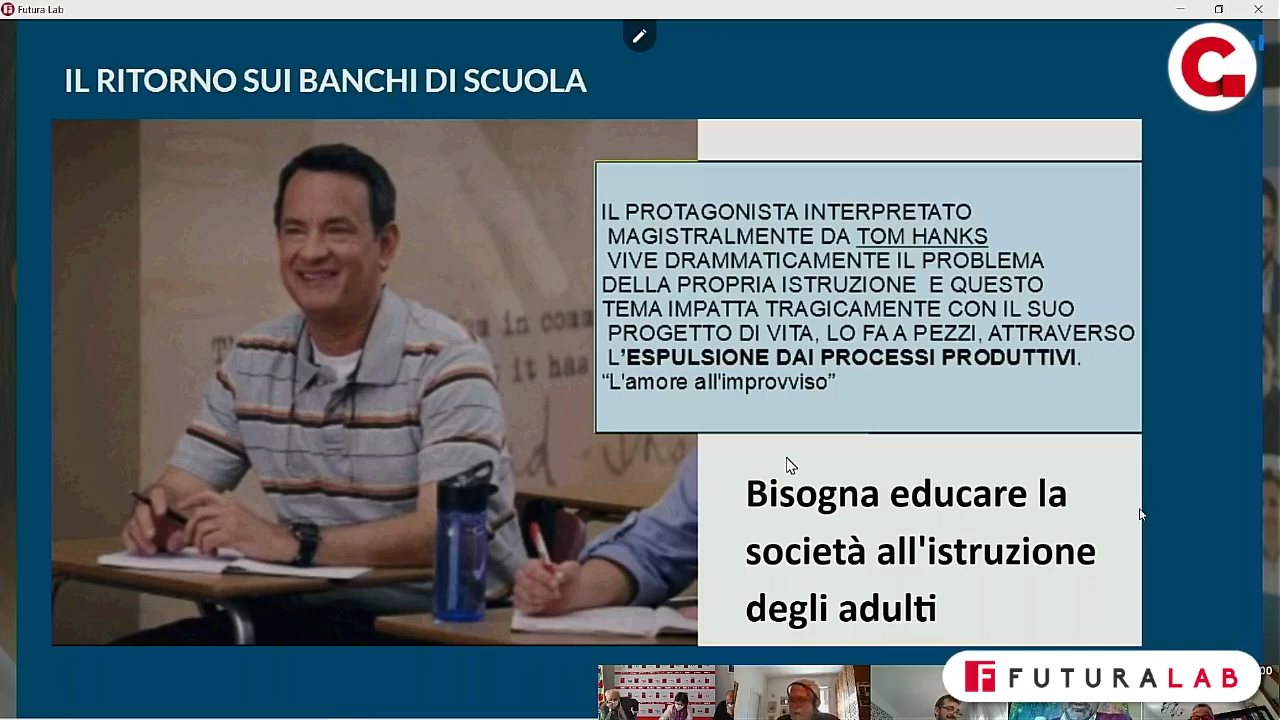 Futura Lab
IL RITORNO SUI BANCHI DI SCUOLA
IL PROTAGONISTA INTERPRETATO
MAGISTRALMENTE DA TOM HANKS
VIVE DRAMMATICAMENTE IL PROBLEMA
DELLA PROPRIA ISTRUZIONE E QUESTO
TEMA IMPATTA TRAGICAMENTE CON IL SUO
PROGETTO DI VITA, LO FA A PEZZI, ATTRAVERSO
L'ESPULSIONE DAI PROCESSI PRODUTTIVI.
“L'amore all'improvviso”
Bisogna educare la
società all'istruzione
degli adulti
FUTURALAB